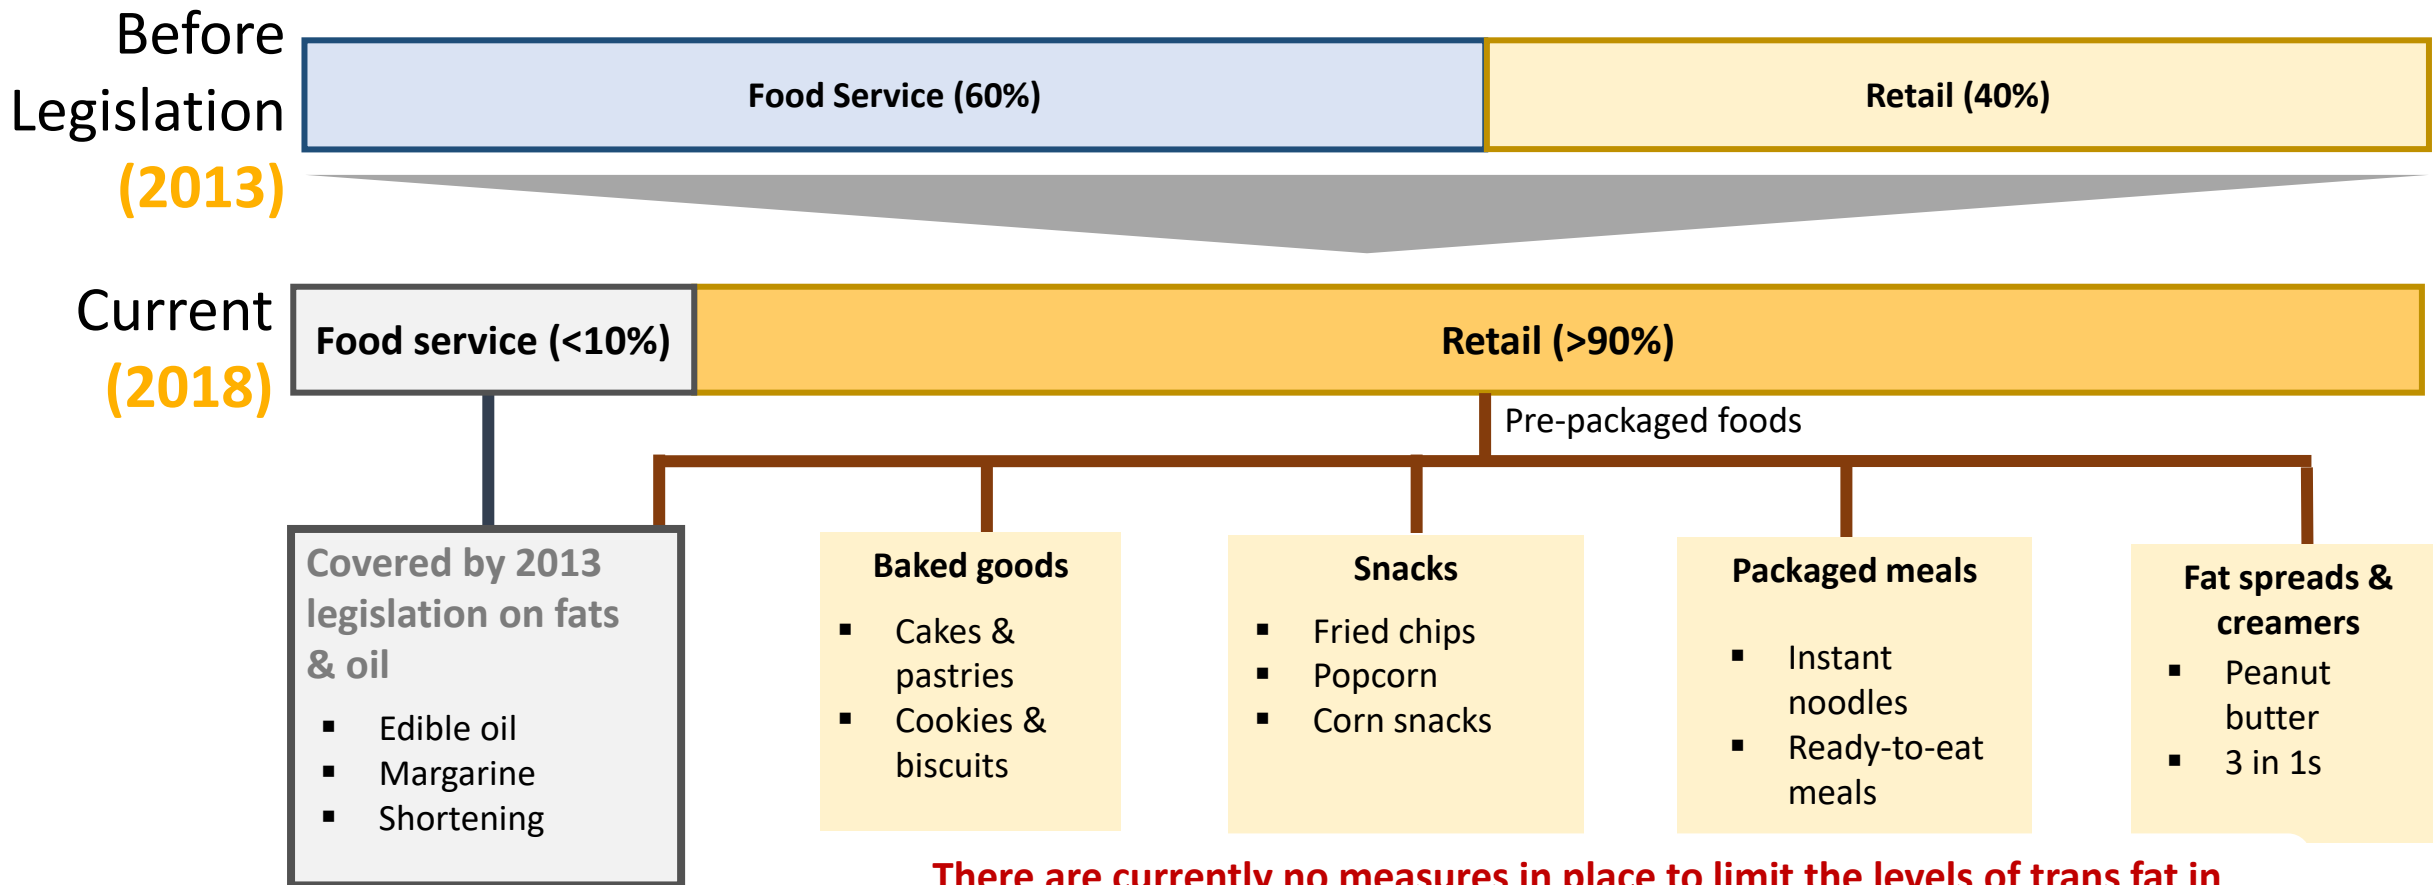 Before
Legislation
(2013)
Food Service (60%)
Retail (40%)
Current
(2018)
Food service (<10%)
Retail (>90%)
Pre-packaged foods
Covered by 2013
legislation on fats
& oil
▪ Edible oil
▪ Margarine
▪ Shortening
Baked goods
▪ Cakes &
pastries
▪ Cookies &
biscuits
Snacks
▪ Fried chips
▪ Popcorn
▪ Corn snacks
Packaged meals
▪ Instant
noodles
▪ Ready-to-eat
meals
Fat spreads &
creamers
▪ Peanut
butter
▪ 3 in 1s
There are currently no measures in place to limit the levels of trans fat in